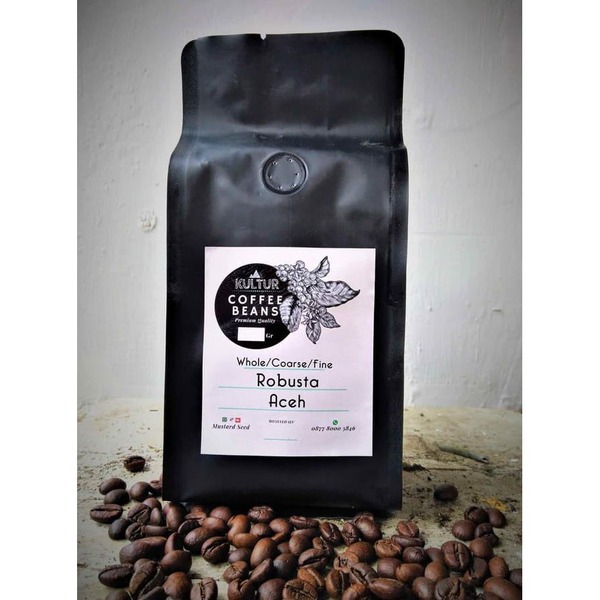 KULTUR
COFFEE
BEANS
Premium Quality
Gr
Whole/Coarse/Fine
Robusta
Aceh
Mustard Seed
0877 8000 5846